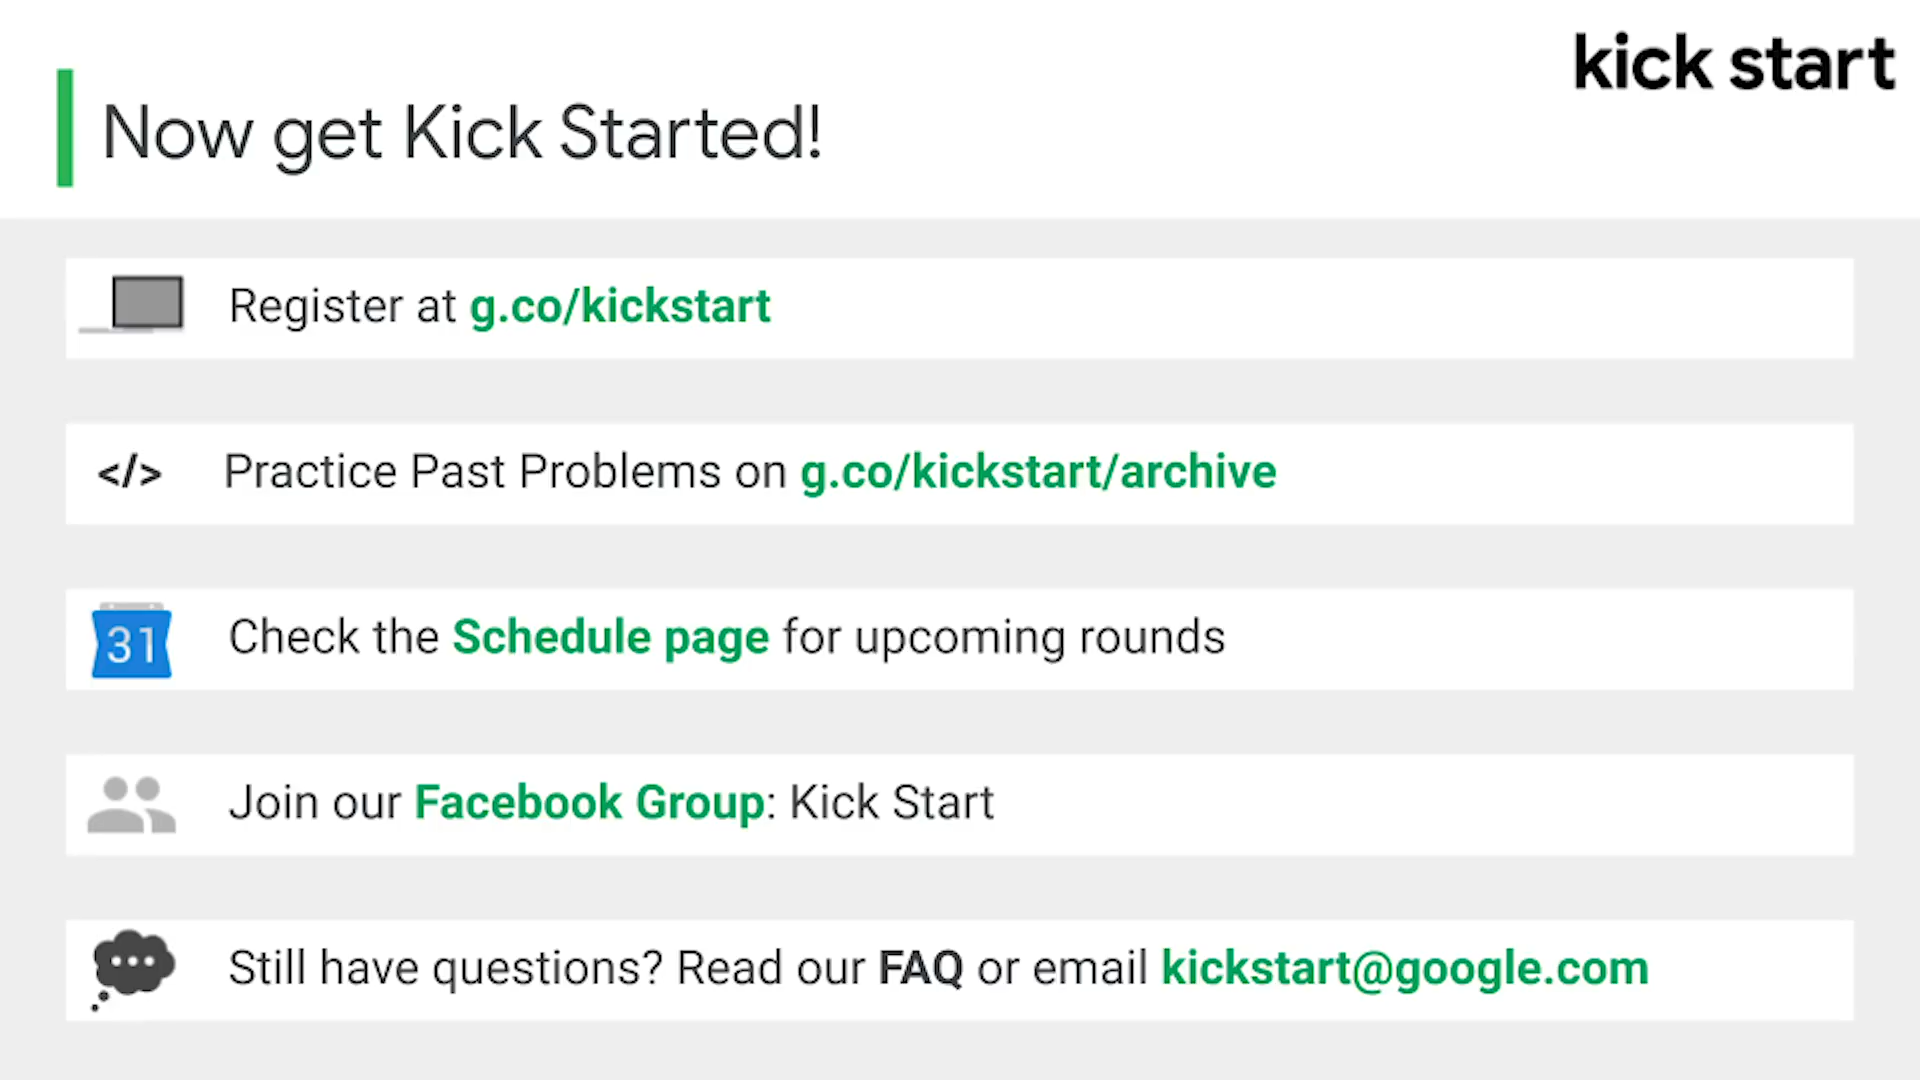 kick start
Now get Kick Started!
Register at g.co/kickstart
</> Practice Past Problems on g.co/kickstart/archive
31 Check the Schedule page for upcoming rounds
Join our Facebook Group: Kick Start
Still have questions? Read our FAQ or email kickstart@google.com